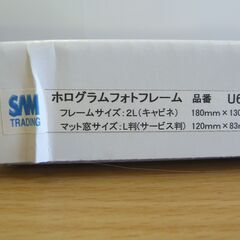 SAM
TRADING
ホログラムフォトフレーム 品番 U6
フレームサイズ:2L(キャビネ) 180mm×130
マット窓サイズ:L判(サービス判) 120mm×83m